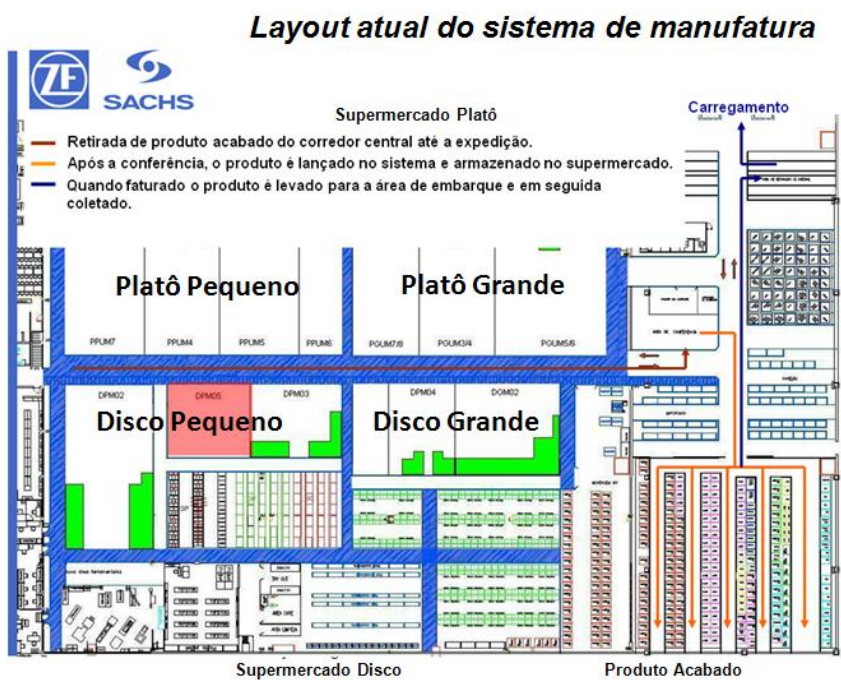 Layout atual do sistema de manufatura
ZF
SACHS
Supermercado Platô
Carregamento
Retirada de produto acabado do corredor central até a expedição.
Após a conferência, o produto é lançado no sistema e armazenado no supermercado.
Quando faturado o produto é levado para a área de embarque e em seguida
coletado.
Platô Pequeno
Platô Grande
ÁREA DE CONFERÊNCIA
PPUM7 PPUM4 PPUM5 PPUM6 PGUM7/8 PGUM3/4 PGUM5/6
DPM02 DPM05 DPM03 DPM04 DGM02
Disco Pequeno
Disco Grande
Supermercado Disco
Produto Acabado